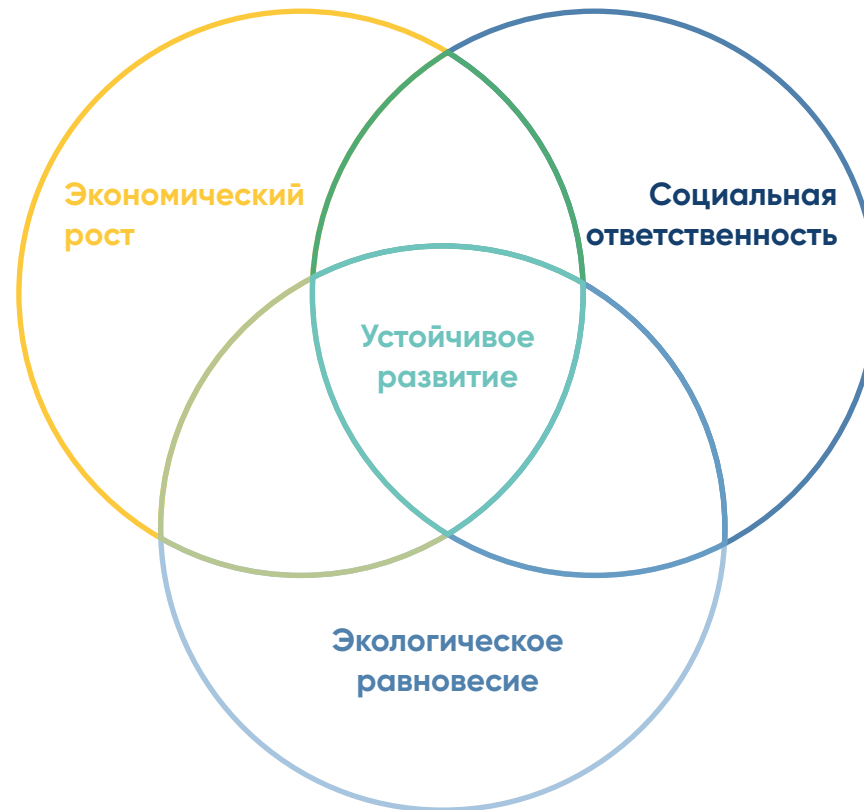 Экономический
рост
Социальная
ответственность
Устойчивое
развитие
Экологическое
равновесие